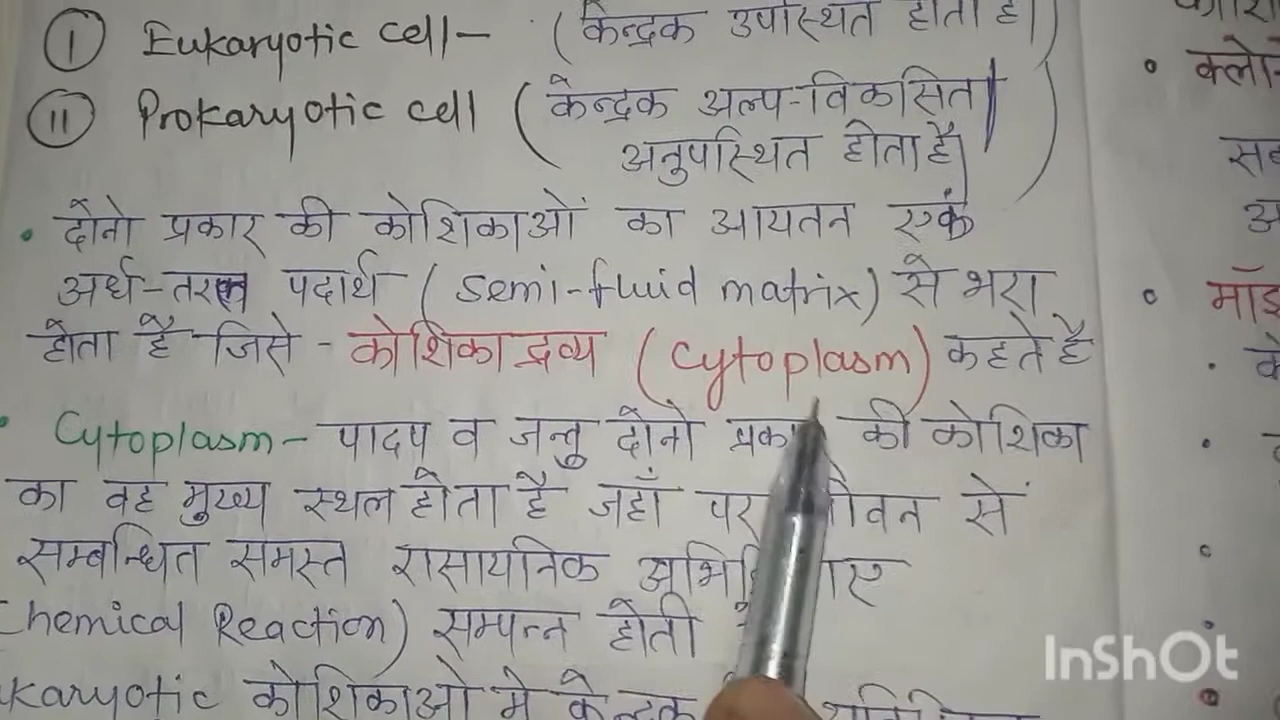 I Eukaryotic cell - (केन्द्रक उपस्थित होता है।)
II Prokaryotic cell (केन्द्रक अल्प-विकसित
अनुपस्थित होता है।
• दोनो प्रकार की कोशिकाओं का आयतन एक
अर्ध-तरल पदार्थ (semi-fluid matrix) से भरा
होता है जिसे - कोशिका द्रव्य (Cytoplasm) कहते है
• Cytoplasm - पादप व जन्तु दोनो की कोशिका
का वह मुख्य स्थल होता है जहाँ पर से
सम्बन्धित समस्त रासायनिक
Chemical Reaction) सम्पन्न होती
karyotic कोशिकाओ मे केन्द्रक
InShOt